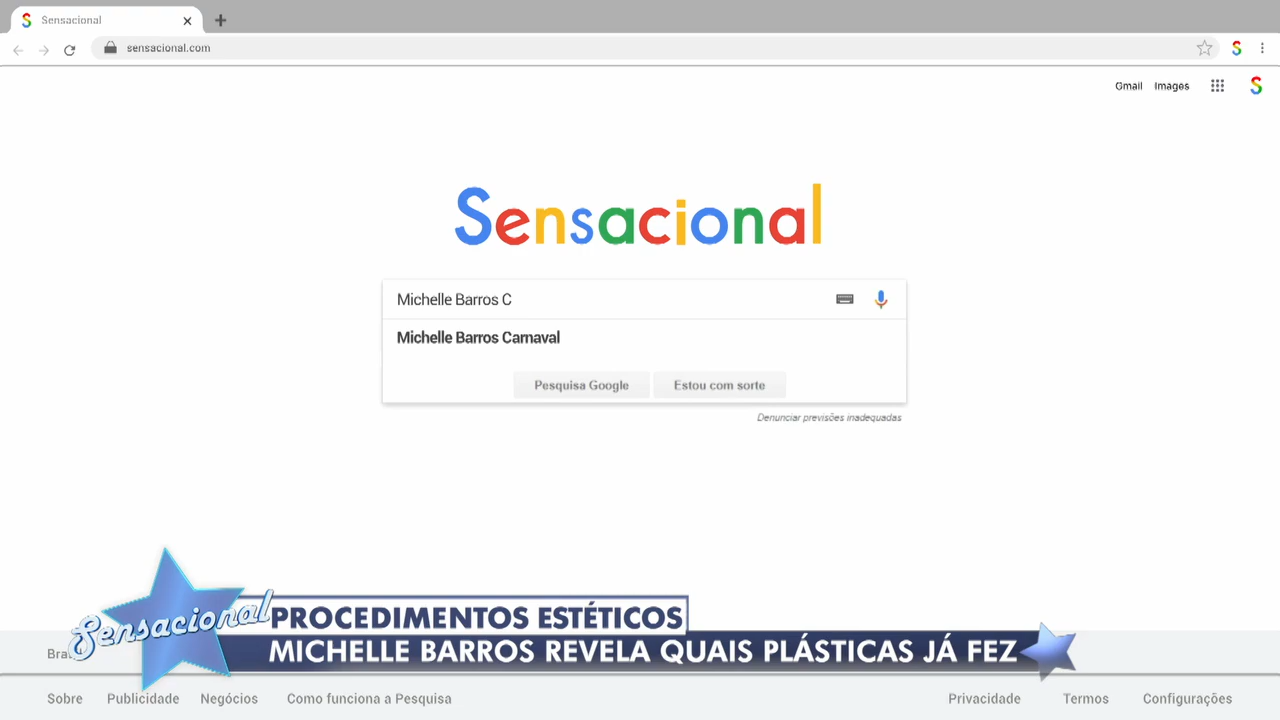 Sensacional
sensacional.com
Gmail Images
Sensacional
Michelle Barros C
Michelle Barros Carnaval
Pesquisa Google Estou com sorte
Denunciar previsões inadequadas
Sensacional
PROCEDIMENTOS ESTÉTICOS
MICHELLE BARROS REVELA QUAIS PLÁSTICAS JÁ FEZ
Sobre Publicidade Negócios Como funciona a Pesquisa Privacidade Termos Configurações